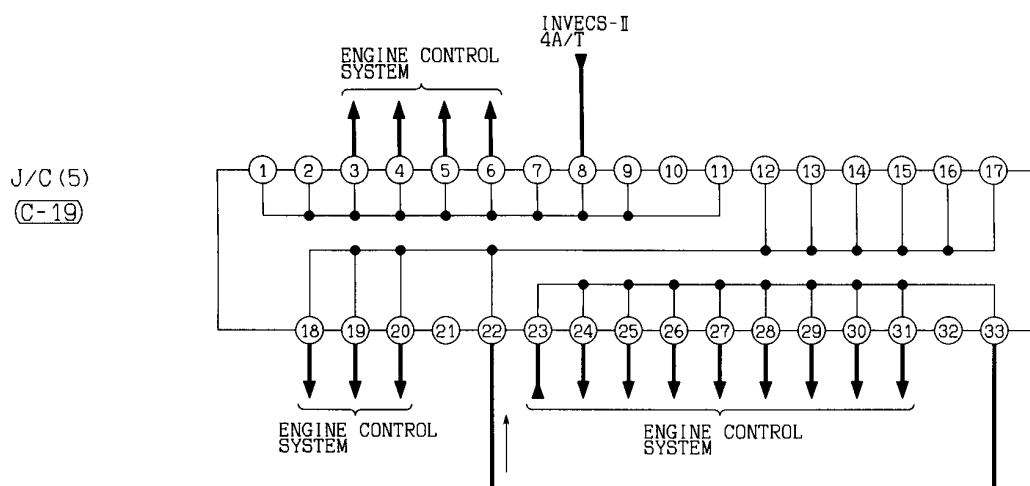 INVECS-Ⅱ
4A/T
ENGINE CONTROL
SYSTEM
J/C(5)
C-19
1 2 3 4 5 6 7 8 9 10 11 12 13 14 15 16 17
18 19 20 21 22 23 24 25 26 27 28 29 30 31 32 33
ENGINE CONTROL
SYSTEM
ENGINE CONTROL
SYSTEM